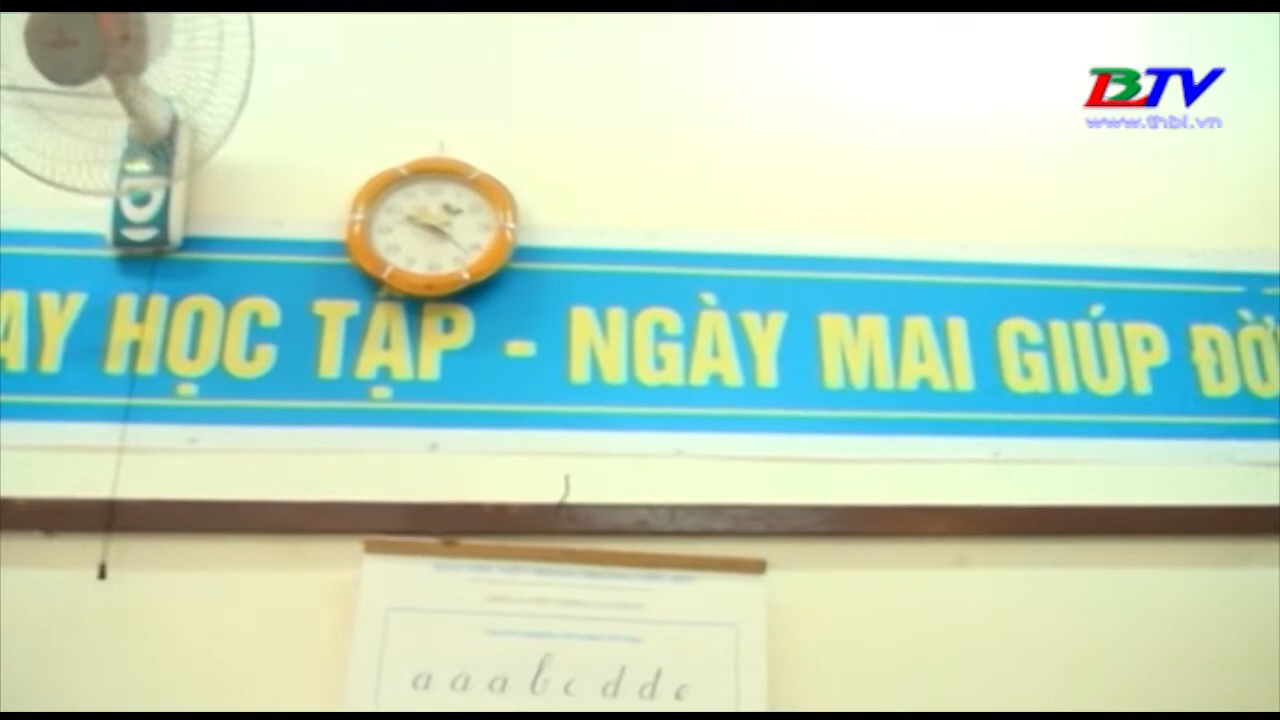 BTV
www.thbl.vn
AY HỌC TẬP - NGÀY MAI GIÚP ĐỜ
a a a b c d d e